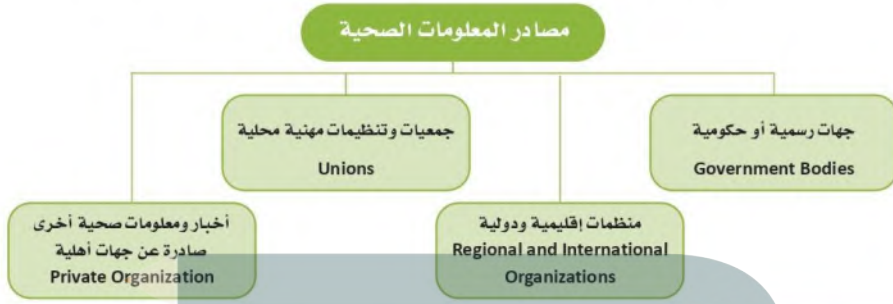 مصادر المعلومات الصحية
جهات رسمية أو حكومية
Government Bodies
جمعيات وتنظيمات مهنية محلية
Unions
منظمات إقليمية ودولية
Regional and International
Organizations
أخبار ومعلومات صحية أخرى
صادرة عن جهات أهلية
Private Organization